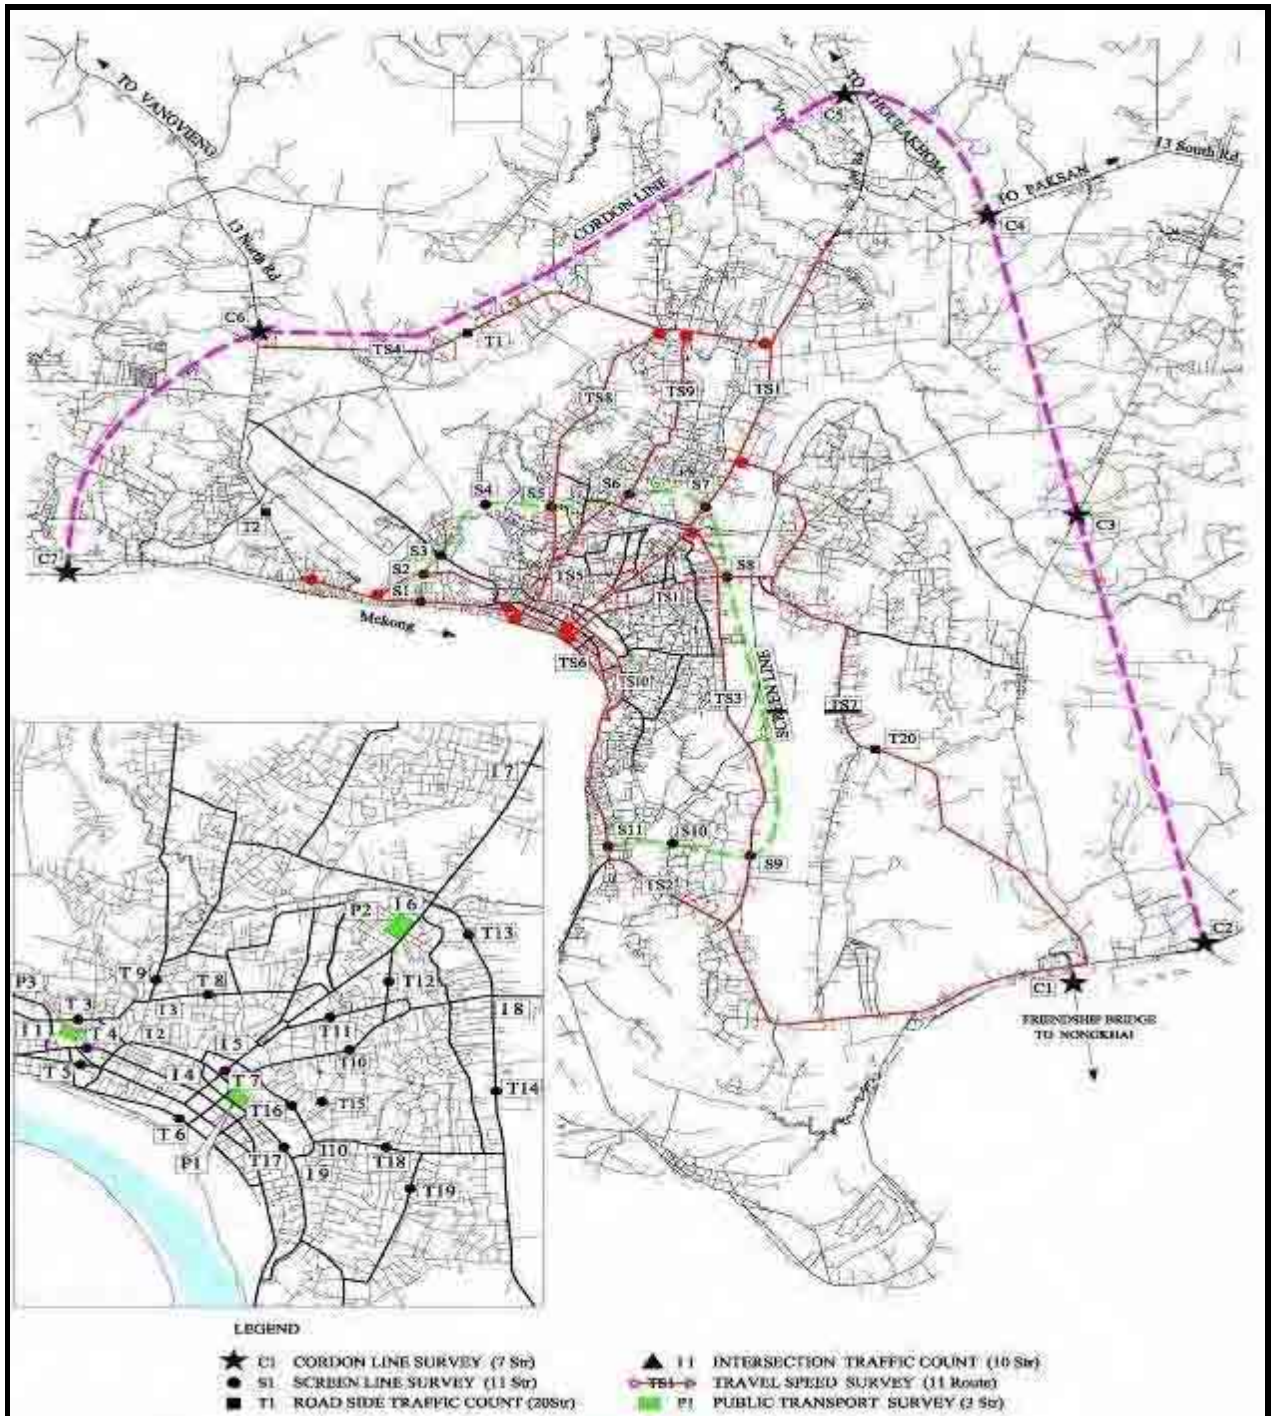 TO VANGVIENG
13 North Rd
CORDON LINE
C5
TO THOULAKHOM
13 South Rd
TO PAKSAN
C4
C6
TS4
T1
TS8
TS9
TS1
S4
S5
S6
S7
T2
C3
S3
C7
S2
S1
TS5
S8
Mekong
TS6
TS10
TS3
SCREEN LINE
TS7
T20
S11
S10
S9
TS2
C2
C1
FRIENDSHIP BRIDGE
TO NONGKHAI
I 7
P2
I 6
T13
T 9
T 8
T12
P3
T 3
I3
I 8
I 1
T 4
I2
T11
I 5
T10
T 5
I 4
T 7
T14
T16
T15
T 6
P1
T17
I10
T18
I 9
T19
LEGEND
C1 CORDON LINE SURVEY (7 Str)
S1 SCREEN LINE SURVEY (11 Str)
T1 ROAD SIDE TRAFFIC COUNT (20Str)
I 1 INTERSECTION TRAFFIC COUNT (10 Str)
TS1 TRAVEL SPEED SURVEY (11 Route)
P1 PUBLIC TRANSPORT SURVEY (3 Str)